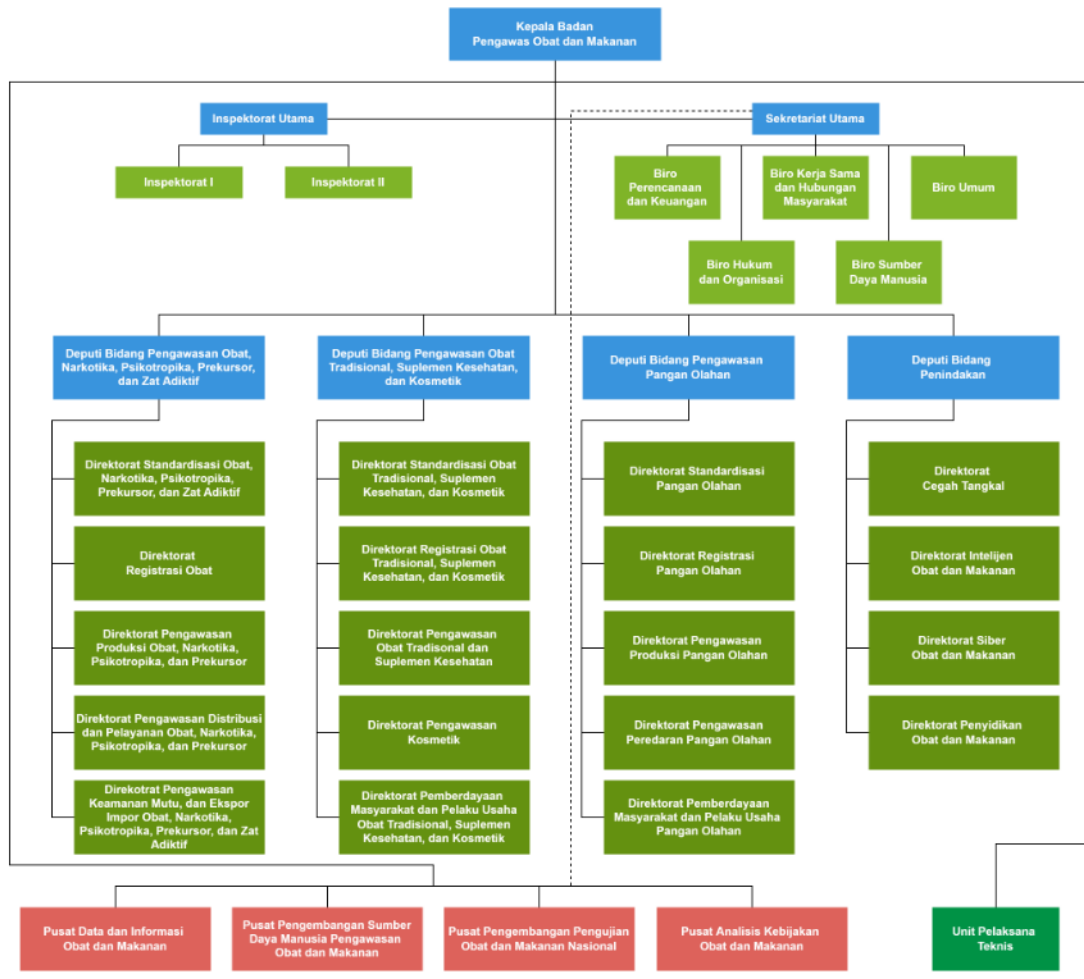 Kepala Badan
Pengawas Obat dan Makanan
Inspektorat Utama
Sekretariat Utama
Inspektorat I
Inspektorat II
Biro
Perencanaan
dan Keuangan
Biro Kerja Sama
dan Hubungan
Masyarakat
Biro Umum
Biro Hukum
dan Organisasi
Biro Sumber
Daya Manusia
Deputi Bidang Pengawasan Obat,
Narkotika, Psikotropika, Prekursor,
dan Zat Adiktif
Deputi Bidang Pengawasan Obat
Tradisional, Suplemen Kesehatan,
dan Kosmetik
Deputi Bidang Pengawasan
Pangan Olahan
Deputi Bidang
Penindakan
Direktorat Standardisasi Obat,
Narkotika, Psikotropika,
Prekursor, dan Zat Adiktif
Direktorat Standardisasi Obat
Tradisional, Suplemen
Kesehatan, dan Kosmetik
Direktorat Standardisasi
Pangan Olahan
Direktorat
Cegah Tangkal
Direktorat
Registrasi Obat
Direktorat Registrasi Obat
Tradisional, Suplemen
Kesehatan, dan Kosmetik
Direktorat Registrasi
Pangan Olahan
Direktorat Intelijen
Obat dan Makanan
Direktorat Pengawasan
Produksi Obat, Narkotika,
Psikotropika, dan Prekursor
Direktorat Pengawasan
Obat Tradisonal dan
Suplemen Kesehatan
Direktorat Pengawasan
Produksi Pangan Olahan
Direktorat Siber
Obat dan Makanan
Direktorat Pengawasan Distribusi
dan Pelayanan Obat, Narkotika,
Psikotropika, dan Prekursor
Direktorat Pengawasan
Kosmetik
Direktorat Pengawasan
Peredaran Pangan Olahan
Direktorat Penyidikan
Obat dan Makanan
Direkotrat Pengawasan
Keamanan Mutu, dan Ekspor
Impor Obat, Narkotika,
Psikotropika, Prekursor, dan Zat
Adiktif
Direktorat Pemberdayaan
Masyarakat dan Pelaku Usaha
Obat Tradisional, Suplemen
Kesehatan, dan Kosmetik
Direktorat Pemberdayaan
Masyarakat dan Pelaku Usaha
Pangan Olahan
Pusat Data dan Informasi
Obat dan Makanan
Pusat Pengembangan Sumber
Daya Manusia Pengawasan
Obat dan Makanan
Pusat Pengembangan Pengujian
Obat dan Makanan Nasional
Pusat Analisis Kebijakan
Obat dan Makanan
Unit Pelaksana
Teknis